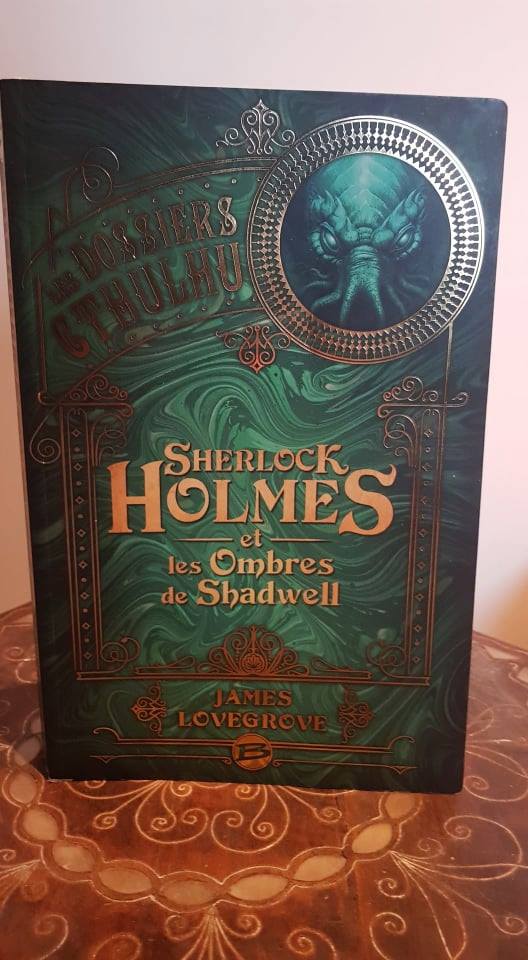 LES DOSSIERS
CTHULHU
SHERLOCK
HOLMES
et
les Ombres
de Shadwell
JAMES
LOVEGROVE
B